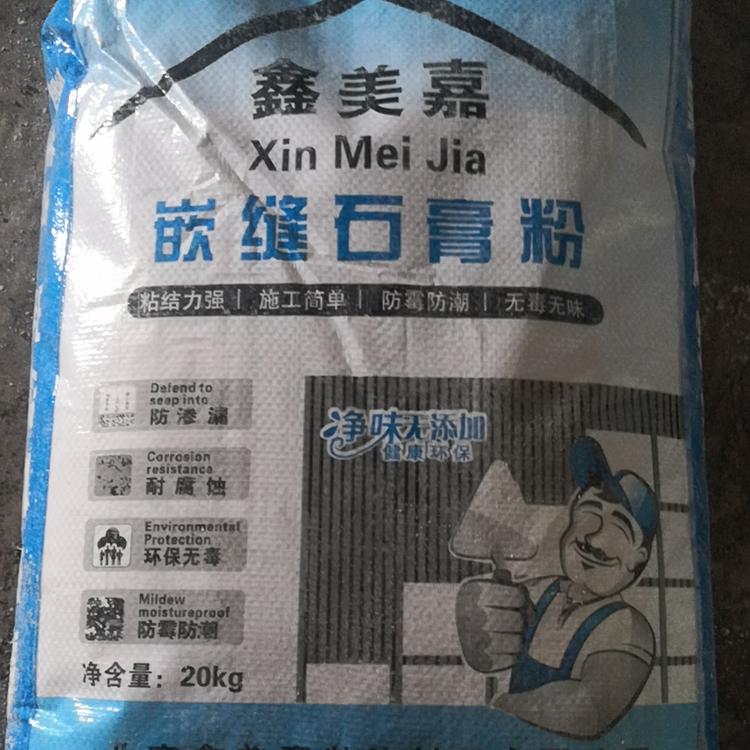 鑫美嘉
Xin Mei Jia
嵌缝石膏粉
粘结力强 | 施工简单 | 防霉防潮 | 无毒无味
Defend to
seep into
防渗漏
净味无添加
健康环保
Corrosion
resistance
耐腐蚀
Environmental
Protection
环保无毒
Mildew
moistureproof
防霉防潮
净含量：20kg